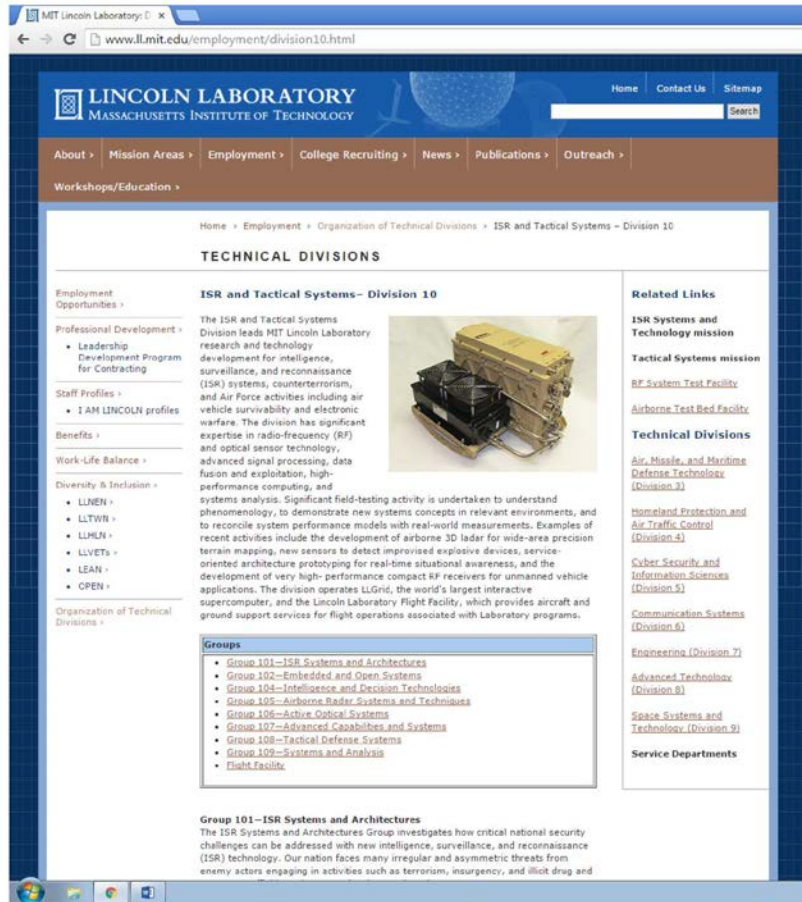 MIT Lincoln Laboratory: D
www.ll.mit.edu/employment/division10.html
LINCOLN LABORATORY
MASSACHUSETTS INSTITUTE OF TECHNOLOGY
Home Contact Us Sitemap
Search
About › Mission Areas › Employment › College Recruiting › News › Publications › Outreach ›
Workshops/Education ›
Home › Employment › Organization of Technical Divisions › ISR and Tactical Systems – Division 10
TECHNICAL DIVISIONS
Employment
Opportunities ›
Professional Development ›
• Leadership
Development Program
for Contracting
Staff Profiles ›
• I AM LINCOLN profiles
Benefits ›
Work-Life Balance ›
Diversity & Inclusion ›
• LLNEN ›
• LLTWN ›
• LLHLN ›
• LLVETs ›
• LEAN ›
• OPEN ›
Organization of Technical
Divisions ›
ISR and Tactical Systems– Division 10
The ISR and Tactical Systems
Division leads MIT Lincoln Laboratory
research and technology
development for intelligence,
surveillance, and reconnaissance
(ISR) systems, counterterrorism,
and Air Force activities including air
vehicle survivability and electronic
warfare. The division has significant
expertise in radio-frequency (RF)
and optical sensor technology,
advanced signal processing, data
fusion and exploitation, high-
performance computing, and
systems analysis. Significant field-testing activity is undertaken to understand
phenomenology, to demonstrate new systems concepts in relevant environments, and
to reconcile system performance models with real-world measurements. Examples of
recent activities include the development of airborne 3D ladar for wide-area precision
terrain mapping, new sensors to detect improvised explosive devices, service-
oriented architecture prototyping for real-time situational awareness, and the
development of very high- performance compact RF receivers for unmanned vehicle
applications. The division operates LLGrid, the world's largest interactive
supercomputer, and the Lincoln Laboratory Flight Facility, which provides aircraft and
ground support services for flight operations associated with Laboratory programs.
Groups
• Group 101—ISR Systems and Architectures
• Group 102—Embedded and Open Systems
• Group 104—Intelligence and Decision Technologies
• Group 105—Airborne Radar Systems and Techniques
• Group 106—Active Optical Systems
• Group 107—Advanced Capabilities and Systems
• Group 108—Tactical Defense Systems
• Group 109—Systems and Analysis
• Flight Facility
Group 101—ISR Systems and Architectures
The ISR Systems and Architectures Group investigates how critical national security
challenges can be addressed with new intelligence, surveillance, and reconnaissance
(ISR) technology. Our nation faces many irregular and asymmetric threats from
enemy actors engaging in activities such as terrorism, insurgency, and illicit drug and
Related Links
ISR Systems and
Technology mission
Tactical Systems mission
RF System Test Facility
Airborne Test Bed Facility
Technical Divisions
Air, Missile, and Maritime
Defense Technology
(Division 3)
Homeland Protection and
Air Traffic Control
(Division 4)
Cyber Security and
Information Sciences
(Division 5)
Communication Systems
(Division 6)
Engineering (Division 7)
Advanced Technology
(Division 8)
Space Systems and
Technology (Division 9)
Service Departments